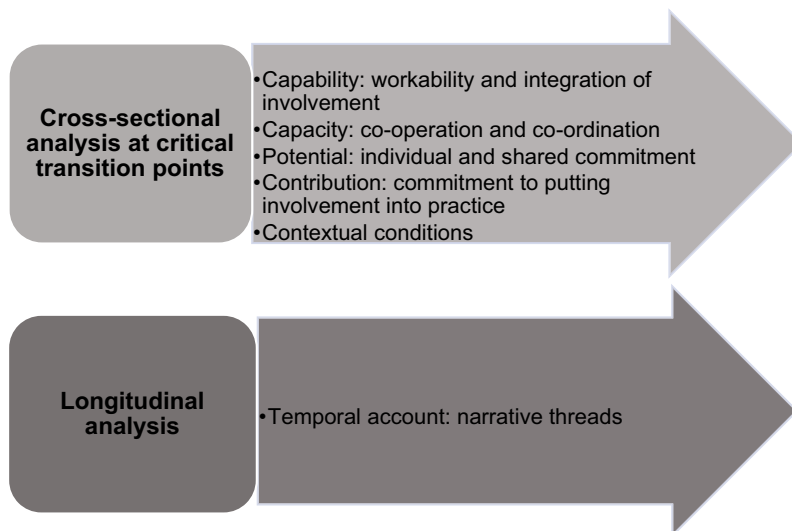 Cross-sectional
analysis at critical
transition points
•Capability: workability and integration of
involvement
•Capacity: co-operation and co-ordination
•Potential: individual and shared commitment
•Contribution: commitment to putting
involvement into practice
•Contextual conditions
Longitudinal
analysis
•Temporal account: narrative threads